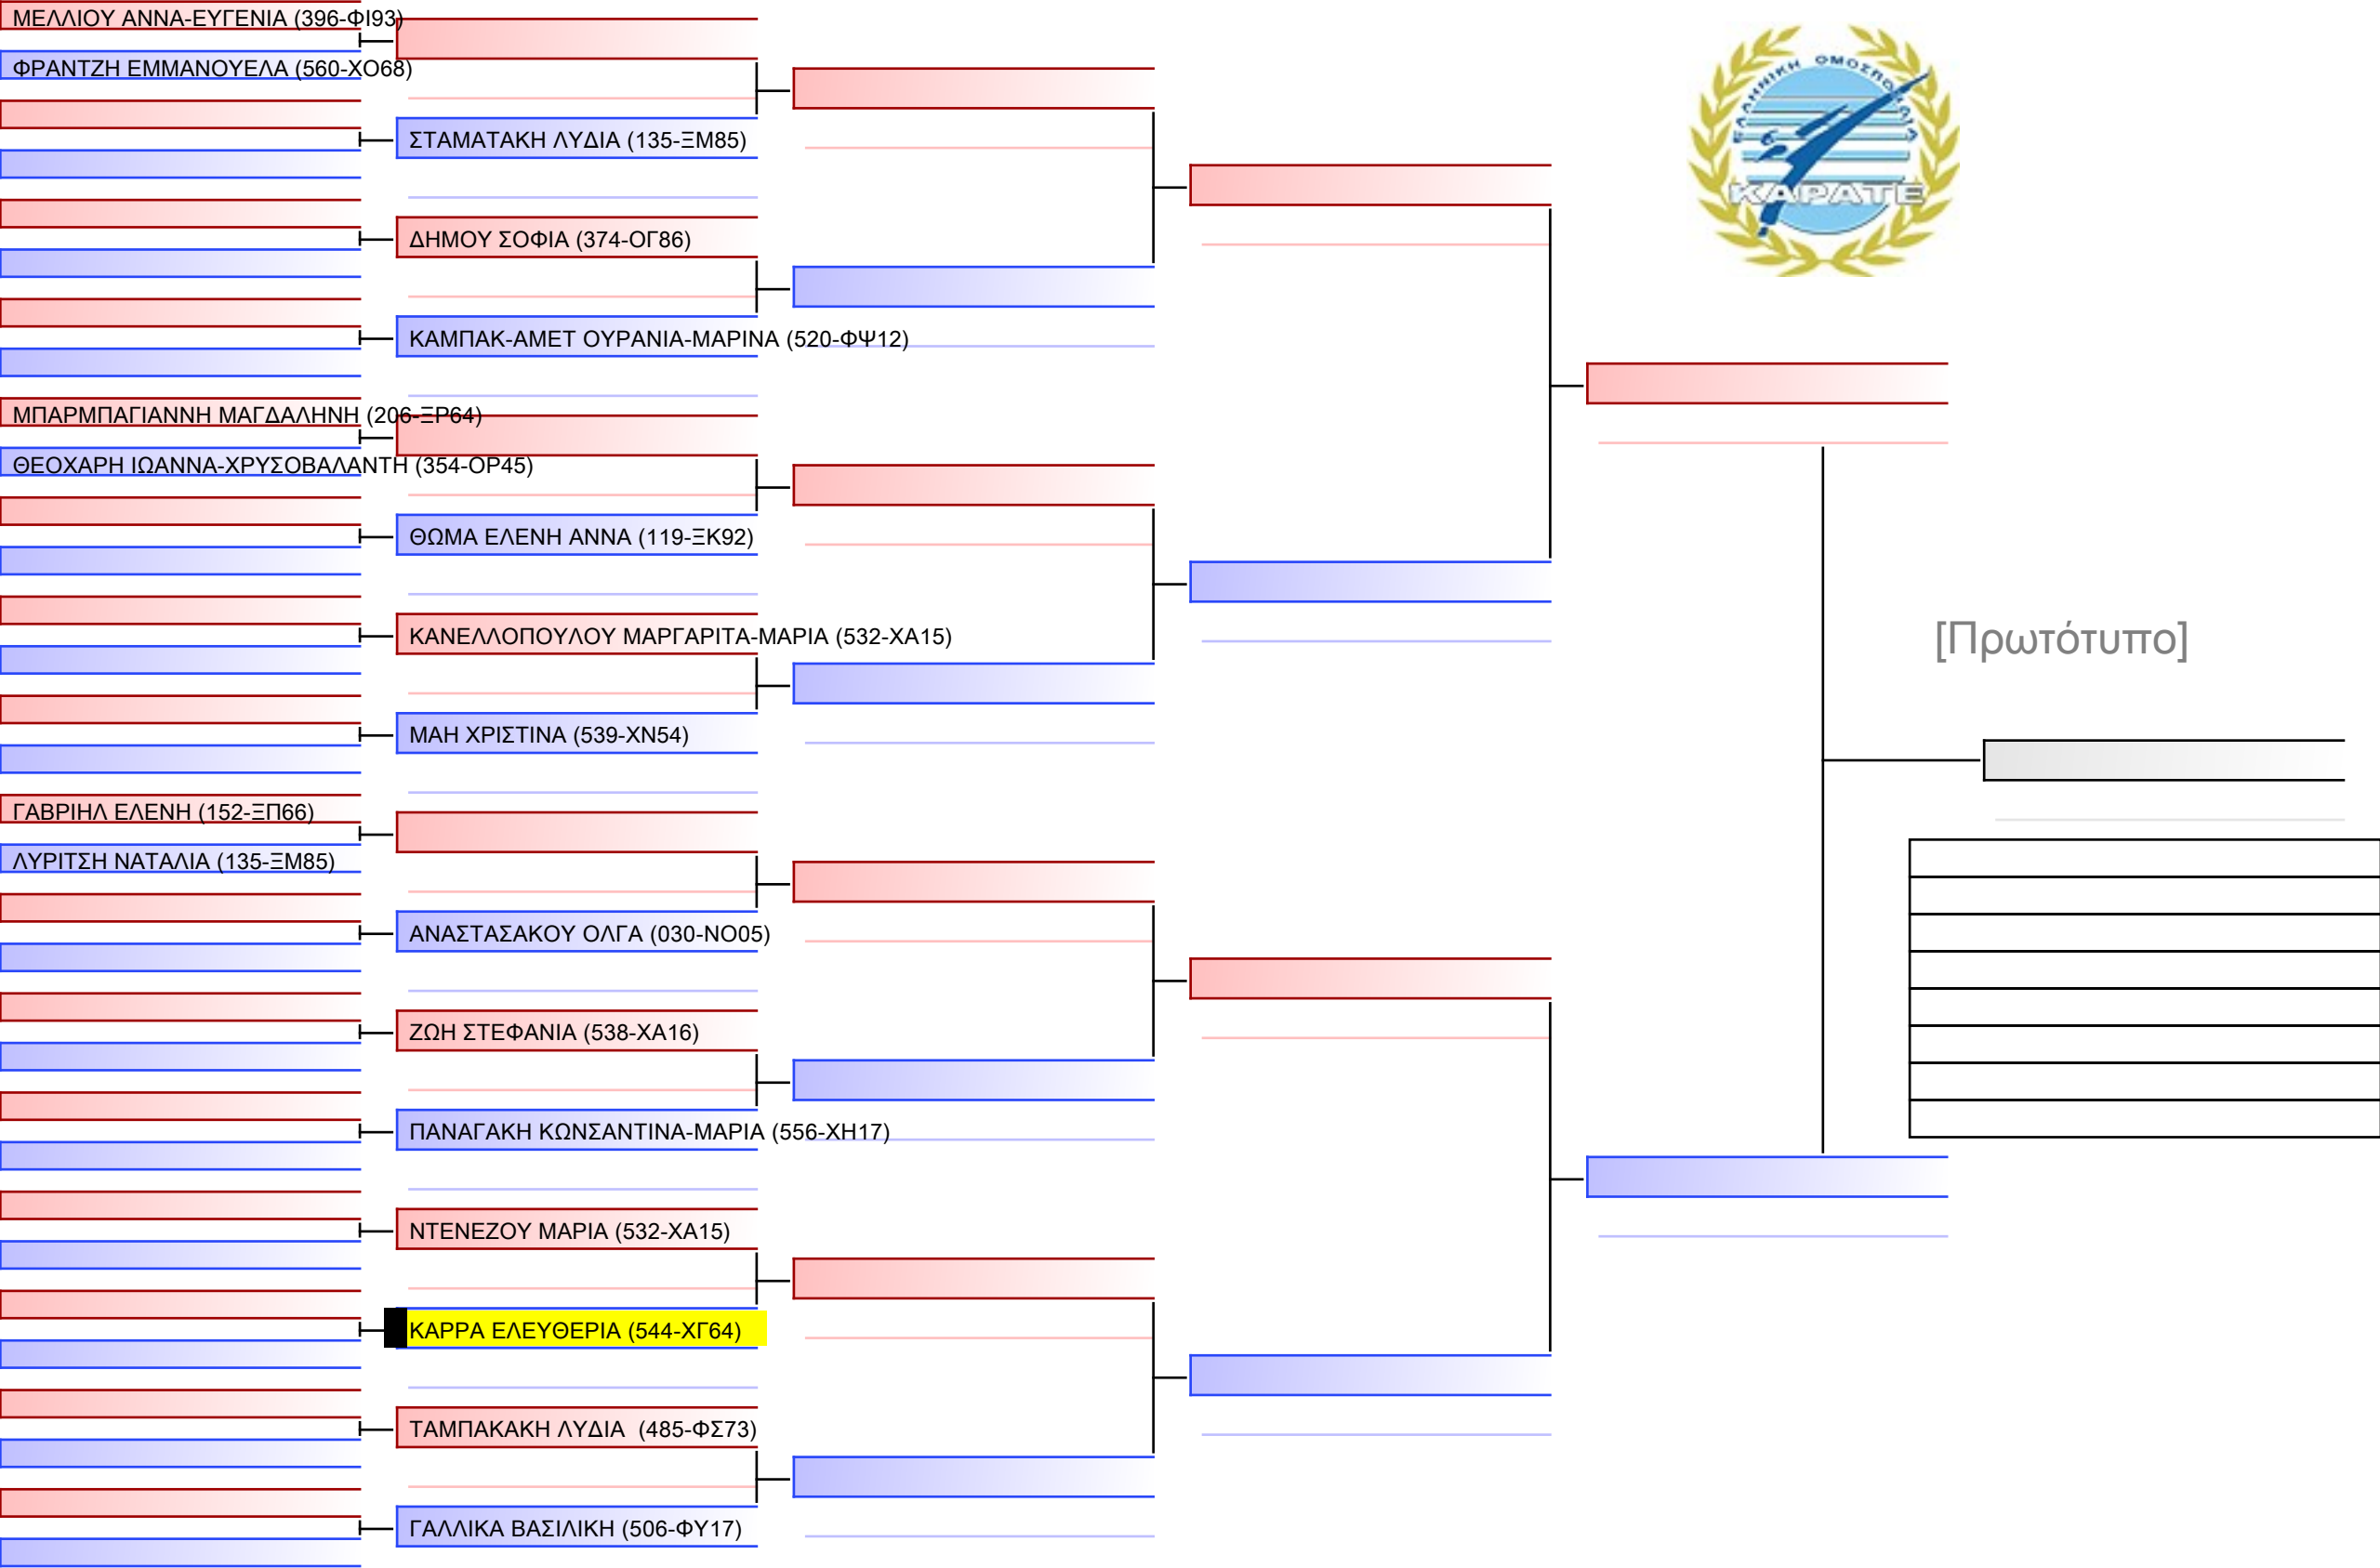 ΜΕΛΛΙΟΥ ΑΝΝΑ-ΕΥΓΕΝΙΑ (396-ΦΙ93)
ΦΡΑΝΤΖΗ ΕΜΜΑΝΟΥΕΛΑ (560-ΧΟ68)
ΣΤΑΜΑΤΑΚΗ ΛΥΔΙΑ (135-ΞΜ85)
ΔΗΜΟΥ ΣΟΦΙΑ (374-ΟΓ86)
ΚΑΜΠΑΚ-ΑΜΕΤ ΟΥΡΑΝΙΑ-ΜΑΡΙΝΑ (520-ΦΨ12)
ΜΠΑΡΜΠΑΓΙΑΝΝΗ ΜΑΓΔΑΛΗΝΗ (206-ΞΡ64)
ΘΕΟΧΑΡΗ ΙΩΑΝΝΑ-ΧΡΥΣΟΒΑΛΑΝΤΗ (354-ΟΡ45)
ΘΩΜΑ ΕΛΕΝΗ ΑΝΝΑ (119-ΞΚ92)
ΚΑΝΕΛΛΟΠΟΥΛΟΥ ΜΑΡΓΑΡΙΤΑ-ΜΑΡΙΑ (532-ΧΑ15)
ΜΑΗ ΧΡΙΣΤΙΝΑ (539-ΧΝ54)
ΓΑΒΡΙΗΛ ΕΛΕΝΗ (152-ΞΠ66)
ΛΥΡΙΤΣΗ ΝΑΤΑΛΙΑ (135-ΞΜ85)
ΑΝΑΣΤΑΣΑΚΟΥ ΟΛΓΑ (030-ΝΟ05)
ΖΩΗ ΣΤΕΦΑΝΙΑ (538-ΧΑ16)
ΠΑΝΑΓΑΚΗ ΚΩΝΣΑΝΤΙΝΑ-ΜΑΡΙΑ (556-ΧΗ17)
ΝΤΕΝΕΖΟΥ ΜΑΡΙΑ (532-ΧΑ15)
ΚΑΡΡΑ ΕΛΕΥΘΕΡΙΑ (544-ΧΓ64)
ΤΑΜΠΑΚΑΚΗ ΛΥΔΙΑ (485-ΦΣ73)
ΓΑΛΛΙΚΑ ΒΑΣΙΛΙΚΗ (506-ΦΥ17)
ΕΛΛΗΝΙΚΗ ΟΜΟΣΠΟΝΔΙΑ
ΚΑΡΑΤΕ
[Πρωτότυπο]